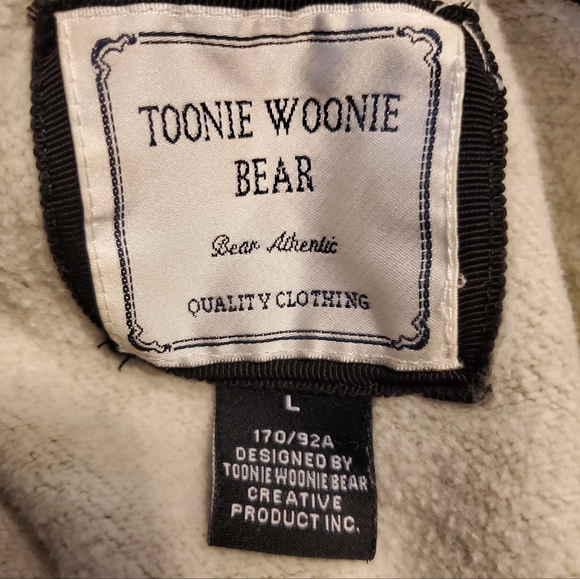 TOONIE WOONIE
BEAR
Bear Athentic
QUALITY CLOTHING
L
170/92A
DESIGNED BY
TOONIE WOONIE BEAR
CREATIVE
PRODUCT INC.